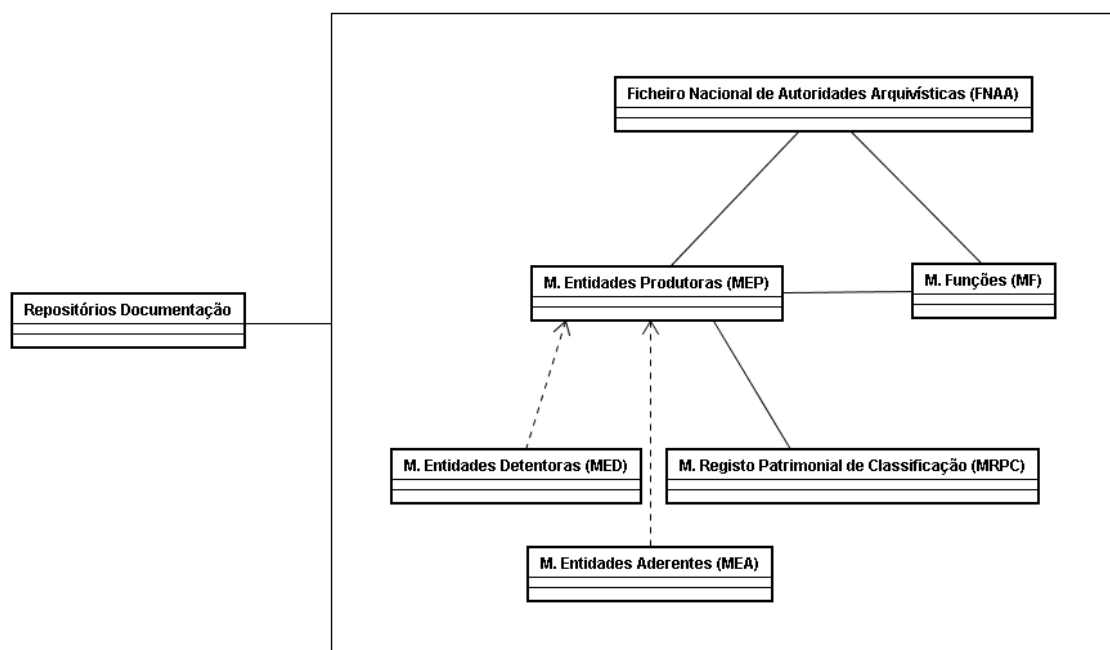 Ficheiro Nacional de Autoridades Arquivísticas (FNAA)
M. Entidades Produtoras (MEP)
M. Funções (MF)
Repositórios Documentação
M. Entidades Detentoras (MED)
M. Registo Patrimonial de Classificação (MRPC)
M. Entidades Aderentes (MEA)